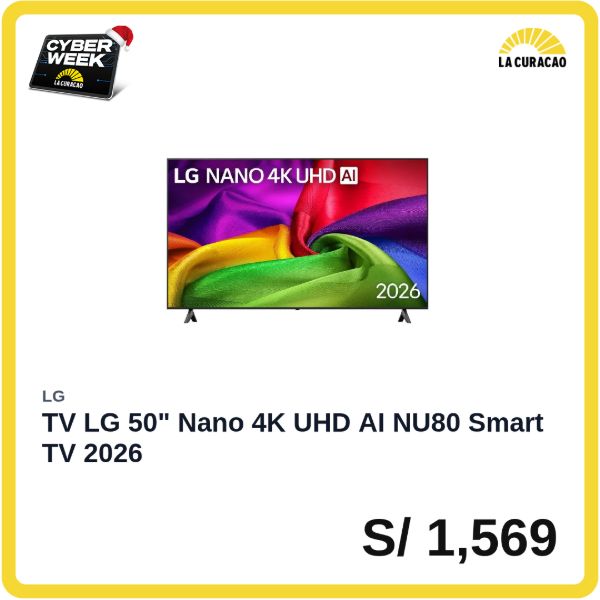 CYBER
WEEK
LA CURACAO
LA CURACAO
LG NANO 4K UHD AI
2026
LG
TV LG 50" Nano 4K UHD AI NU80 Smart
TV 2026
S/ 1,569